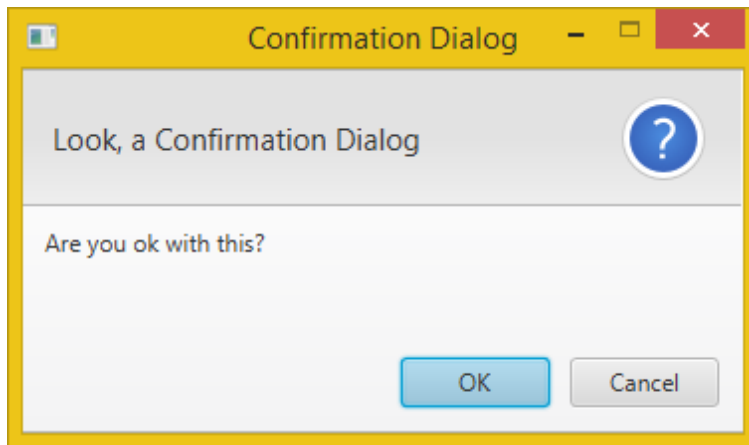 Confirmation Dialog
Look, a Confirmation Dialog
?
Are you ok with this?
OK Cancel